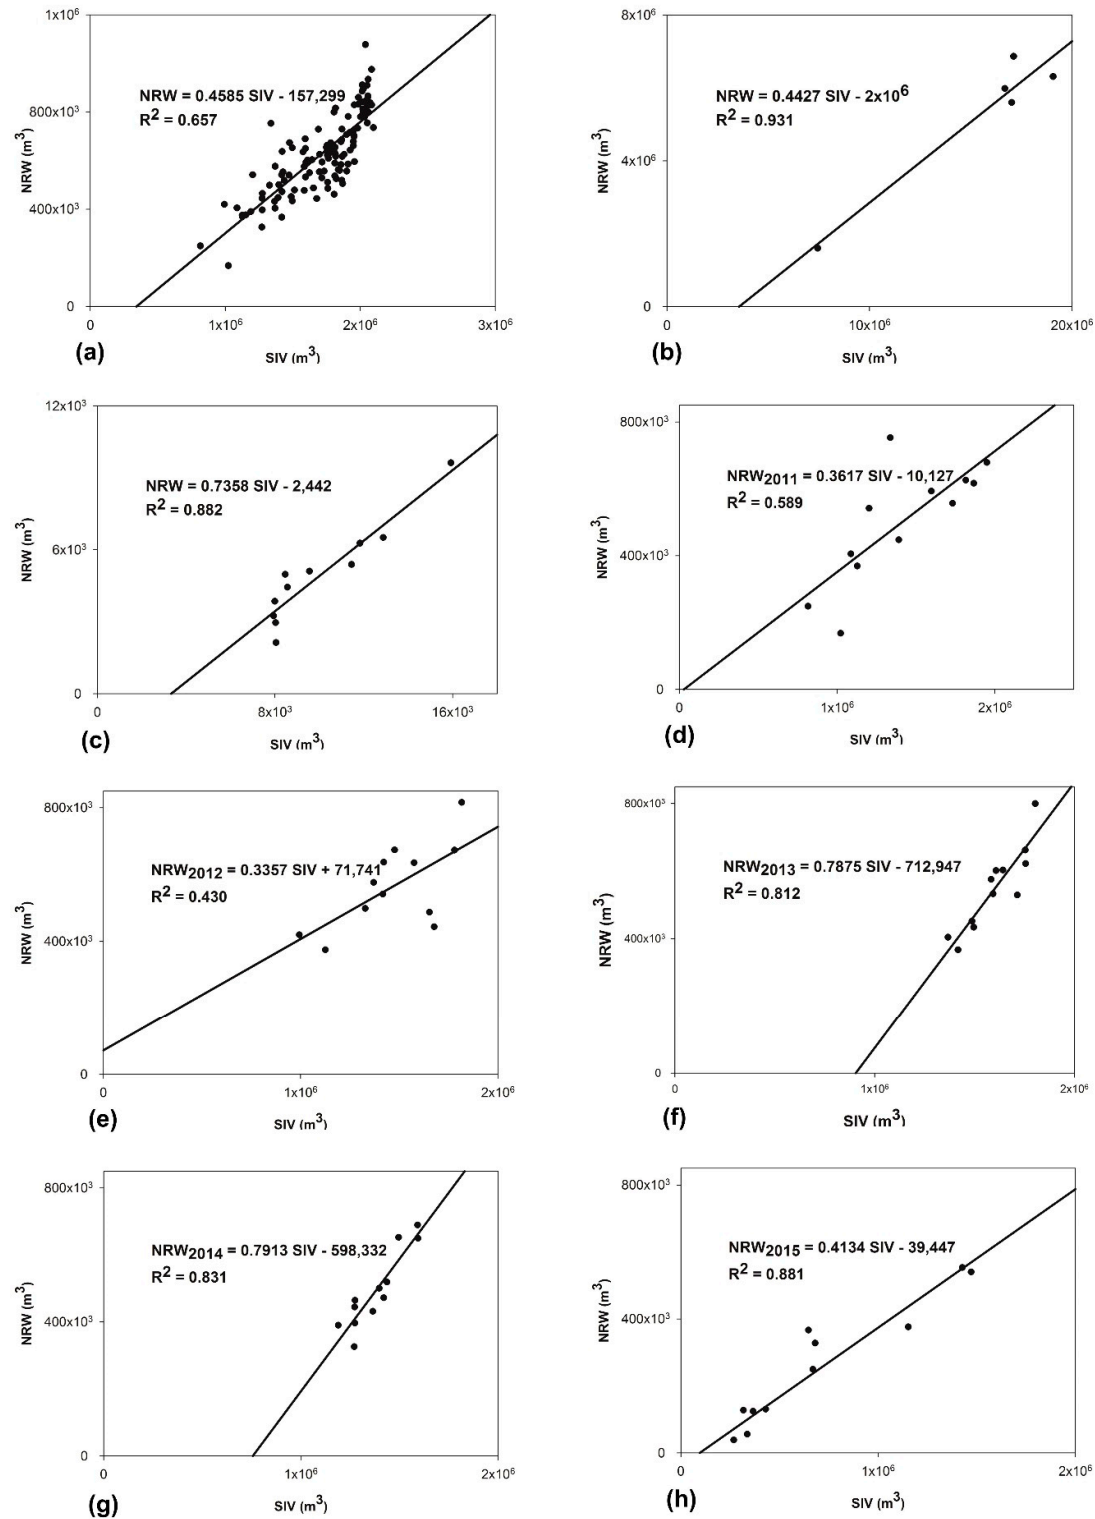 1x10⁶
800x10³
400x10³
0
NRW (m³)
NRW = 0.4585 SIV - 157,299
R² = 0.657
0 1x10⁶ 2x10⁶ 3x10⁶
SIV (m³)
(a)
8x10⁶
4x10⁶
0
NRW (m³)
NRW = 0.4427 SIV - 2x10⁶
R² = 0.931
0 10x10⁶ 20x10⁶
SIV (m³)
(b)
12x10³
6x10³
0
NRW (m³)
NRW = 0.7358 SIV - 2,442
R² = 0.882
0 8x10³ 16x10³
SIV (m³)
(c)
800x10³
400x10³
0
NRW (m³)
NRW₂₀₁₁ = 0.3617 SIV - 10,127
R² = 0.589
0 1x10⁶ 2x10⁶
SIV (m³)
(d)
800x10³
400x10³
0
NRW (m³)
NRW₂₀₁₂ = 0.3357 SIV + 71,741
R² = 0.430
0 1x10⁶ 2x10⁶
SIV (m³)
(e)
800x10³
400x10³
0
NRW (m³)
NRW₂₀₁₃ = 0.7875 SIV - 712,947
R² = 0.812
0 1x10⁶ 2x10⁶
SIV (m³)
(f)
800x10³
400x10³
0
NRW (m³)
NRW₂₀₁₄ = 0.7913 SIV - 598,332
R² = 0.831
0 1x10⁶ 2x10⁶
SIV (m³)
(g)
800x10³
400x10³
0
NRW (m³)
NRW₂₀₁₅ = 0.4134 SIV - 39,447
R² = 0.881
0 1x10⁶ 2x10⁶
SIV (m³)
(h)